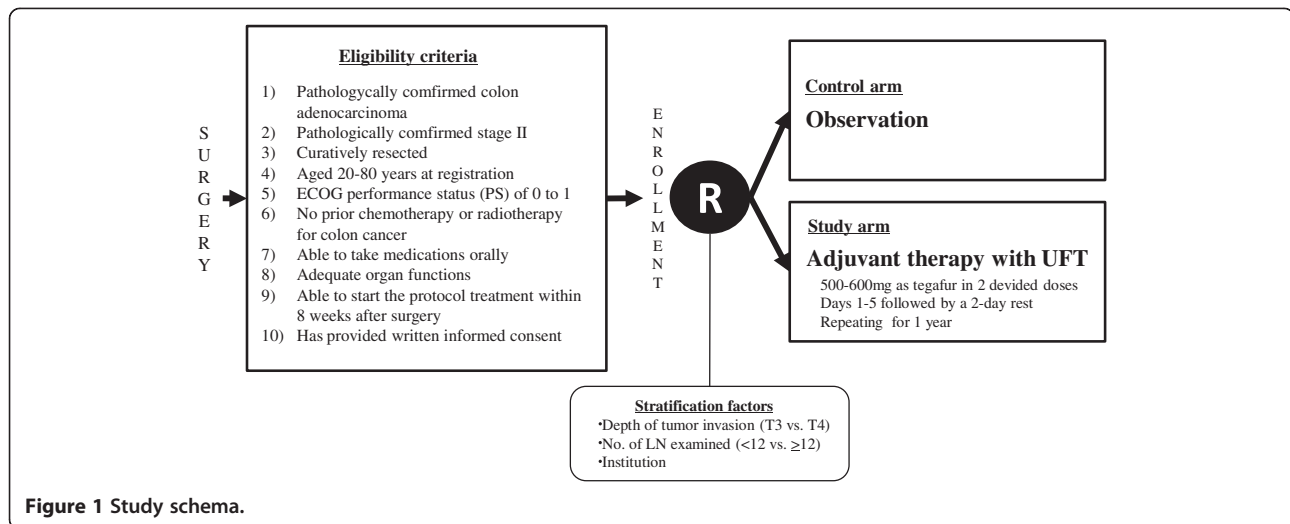 SURGERY
Eligibility criteria
1) Pathologycally comfirmed colon
adenocarcinoma
2) Pathologically comfirmed stage II
3) Curatively resected
4) Aged 20-80 years at registration
5) ECOG performance status (PS) of 0 to 1
6) No prior chemotherapy or radiotherapy
for colon cancer
7) Able to take medications orally
8) Adequate organ functions
9) Able to start the protocol treatment within
8 weeks after surgery
10) Has provided written informed consent
ENROLLMENT
R
Control arm
Observation
Study arm
Adjuvant therapy with UFT
500-600mg as tegafur in 2 devided doses
Days 1-5 followed by a 2-day rest
Repeating for 1 year
Stratification factors
•Depth of tumor invasion (T3 vs. T4)
•No. of LN examined (<12 vs. ≥12)
•Institution
Figure 1 Study schema.